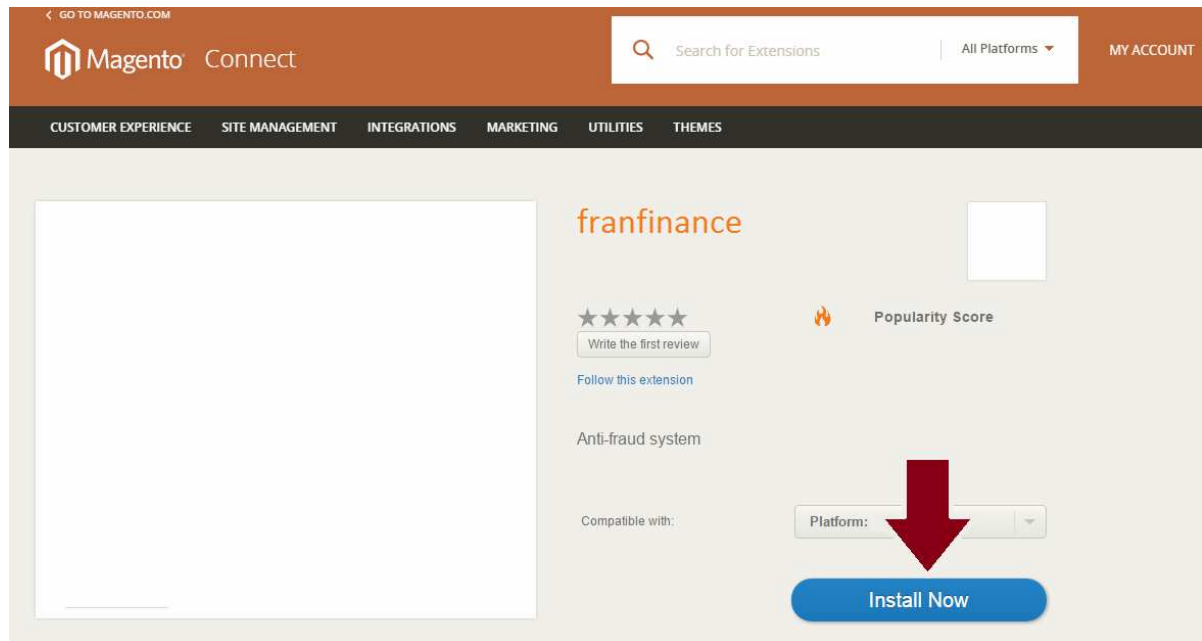 GO TO MAGENTO.COM
Magento Connect
Search for Extensions
All Platforms
MY ACCOUNT
CUSTOMER EXPERIENCE SITE MANAGEMENT INTEGRATIONS MARKETING UTILITIES THEMES
franfinance
Popularity Score
Write the first review
Follow this extension
Anti-fraud system
Compatible with:
Platform:
Install Now